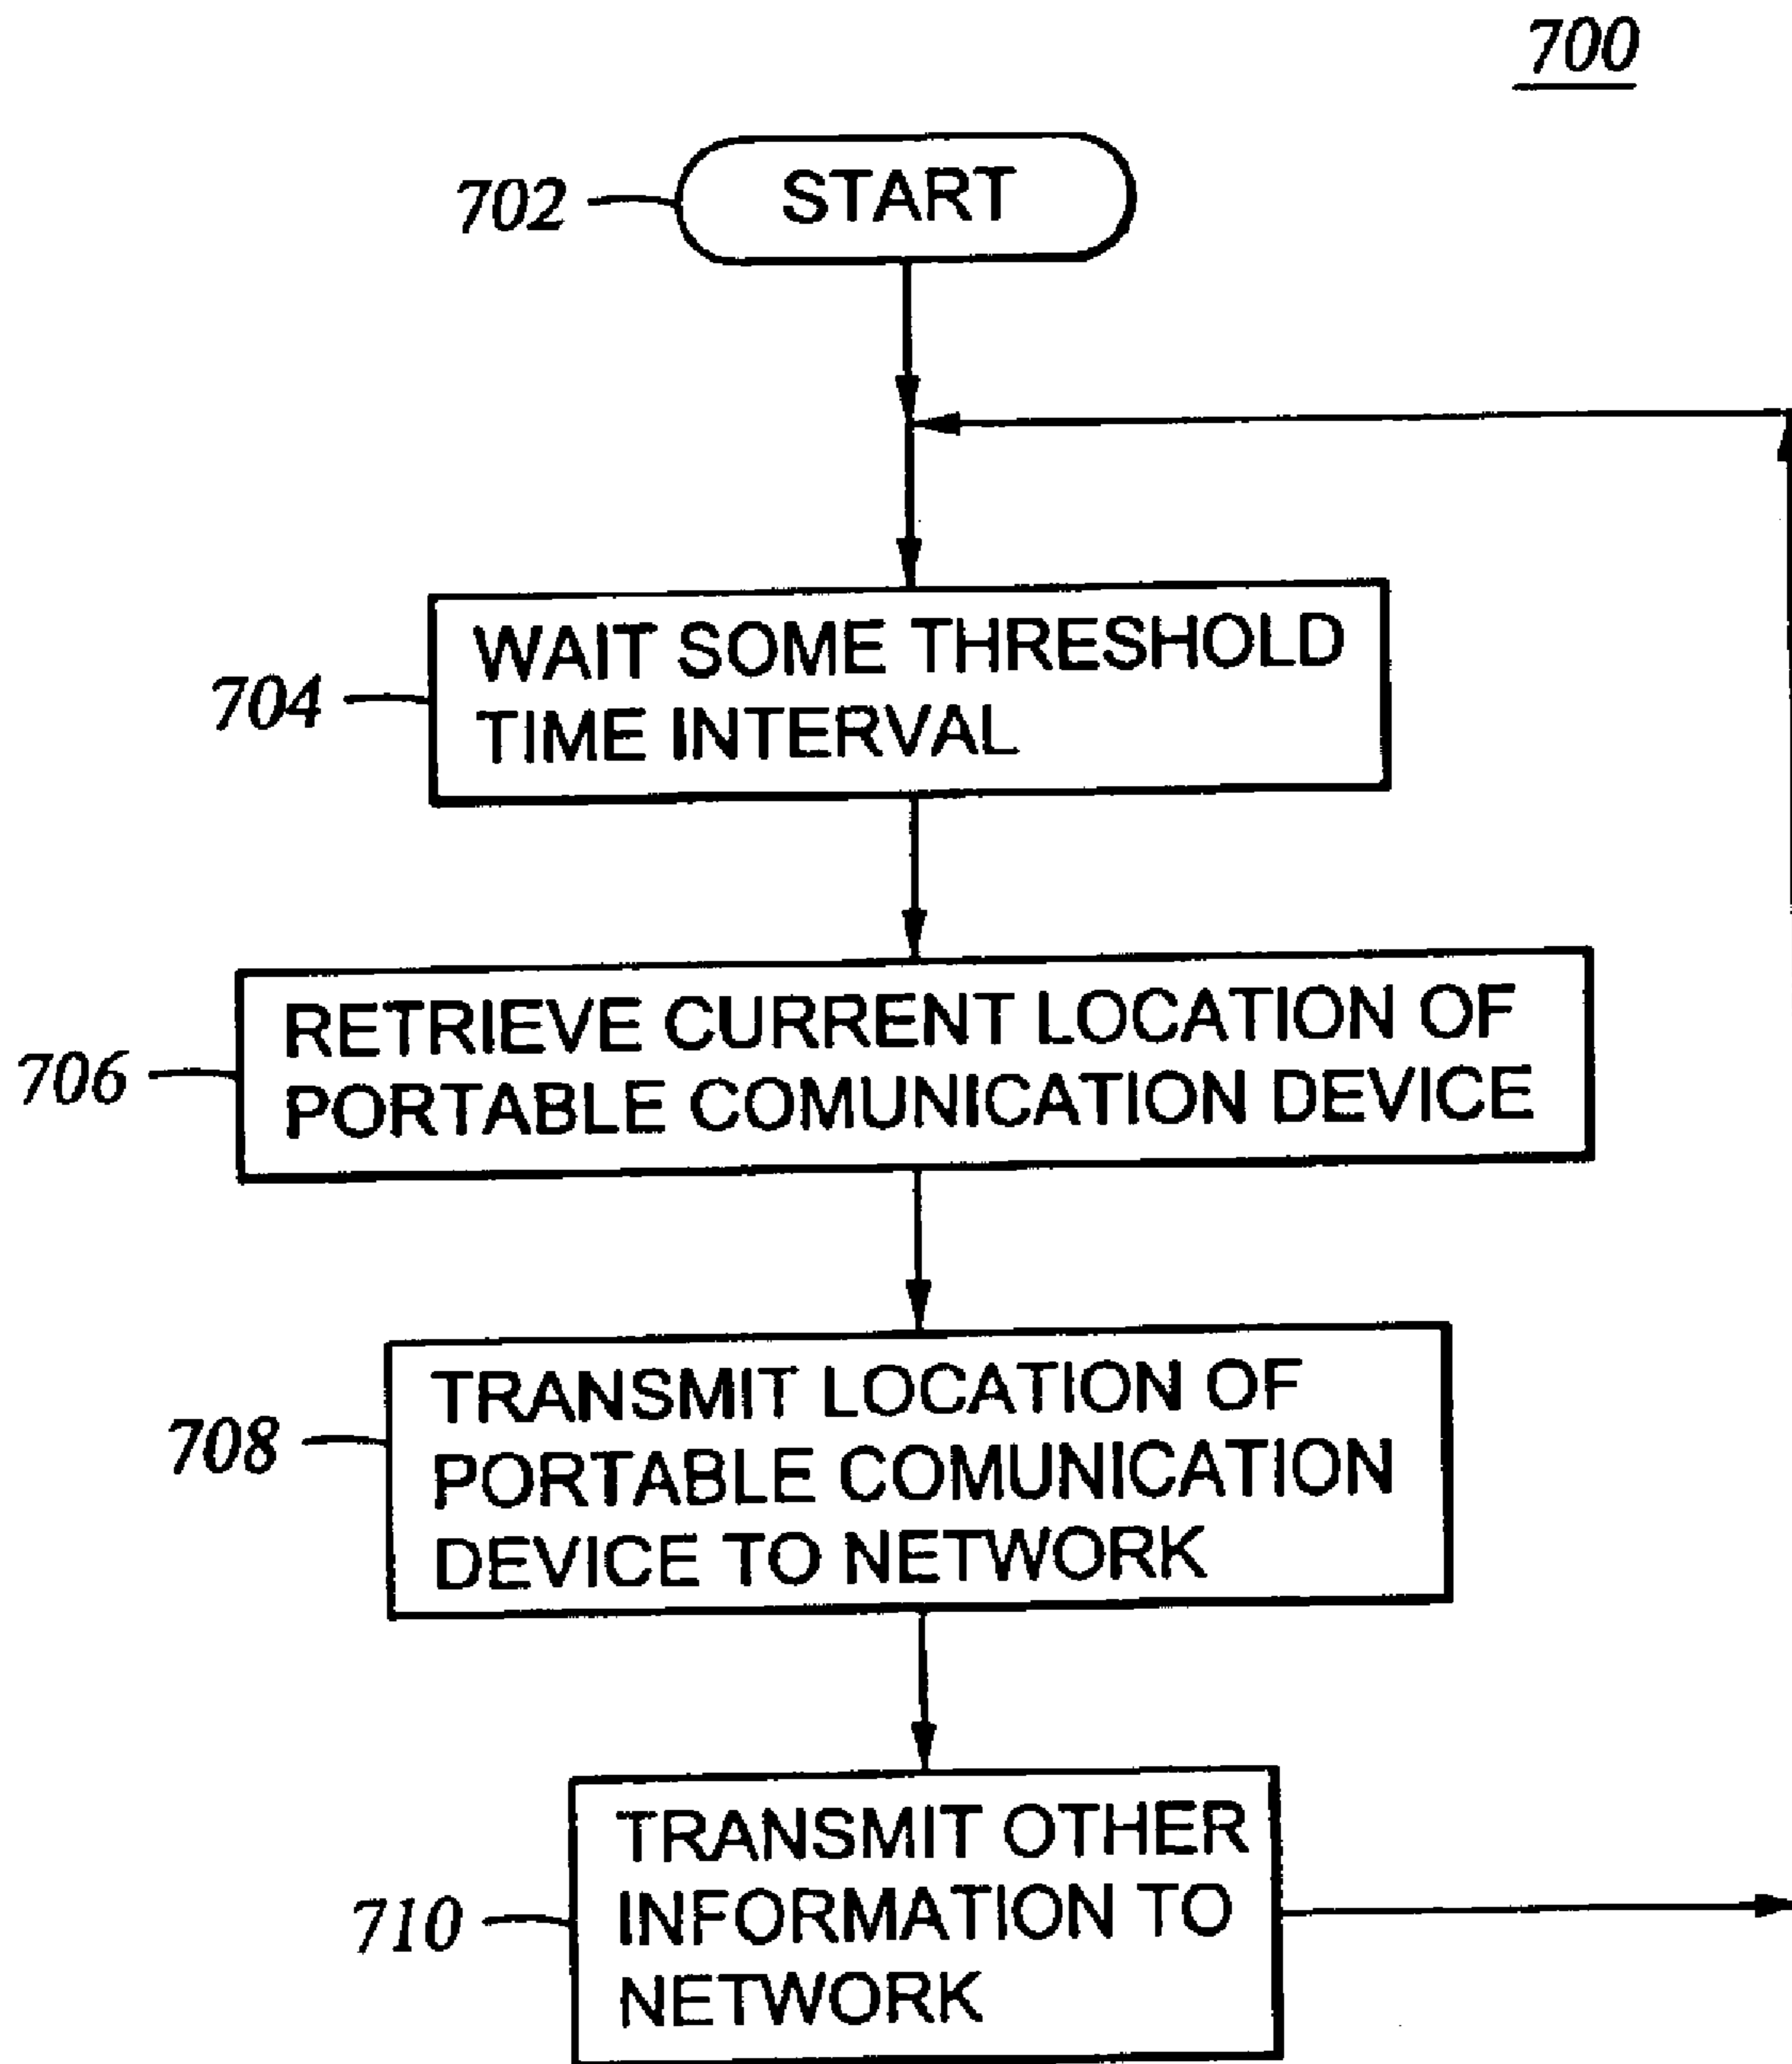 700
702
START
704
WAIT SOME THRESHOLD
TIME INTERVAL
706
RETRIEVE CURRENT LOCATION OF
PORTABLE COMUNICATION DEVICE
708
TRANSMIT LOCATION OF
PORTABLE COMUNICATION
DEVICE TO NETWORK
710
TRANSMIT OTHER
INFORMATION TO
NETWORK